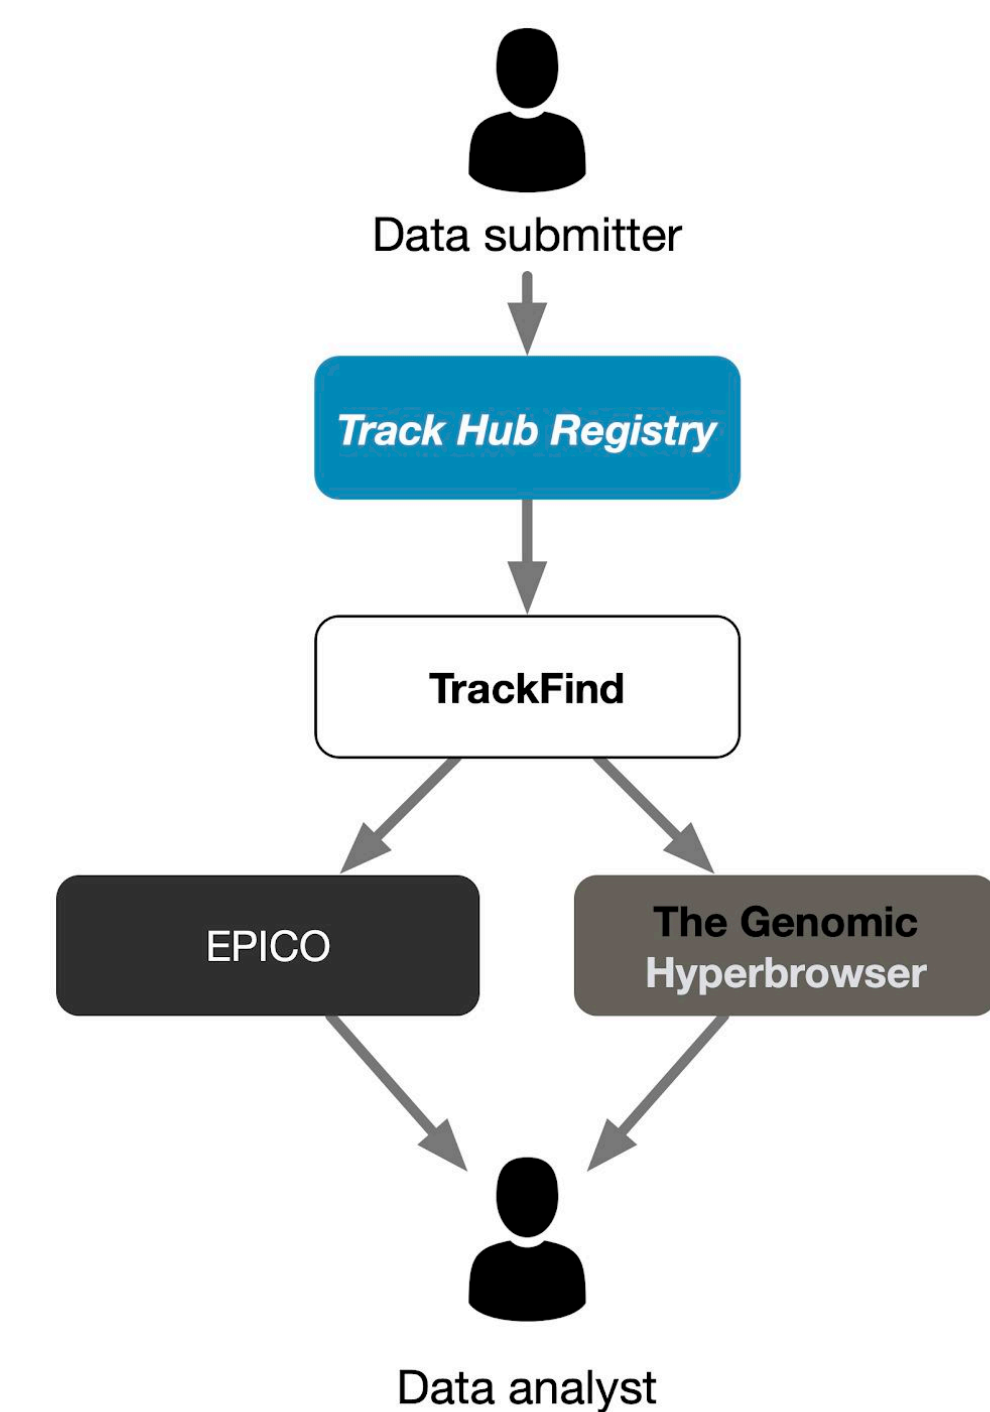 Data submitter
Track Hub Registry
TrackFind
EPICO
The Genomic
Hyperbrowser
Data analyst